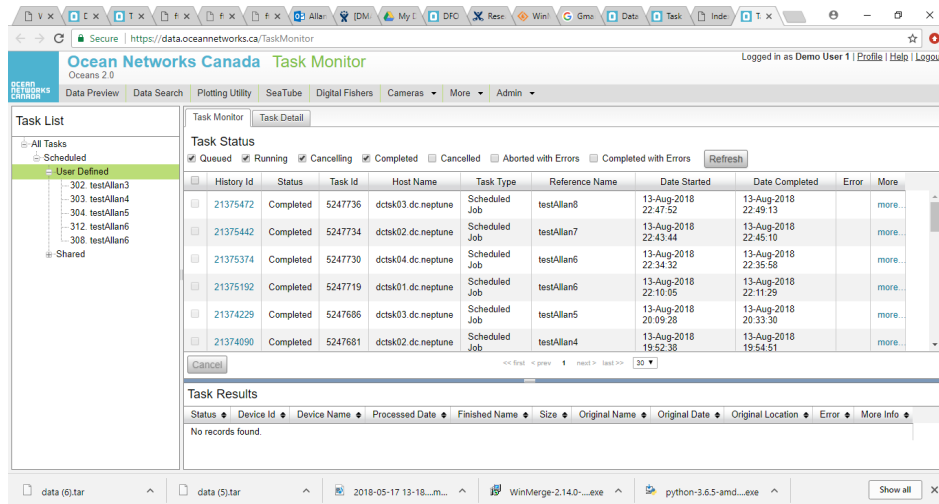 Allar
My
DFO
Rese
Win
Gma
Data
Task
Inde
Secure | https://data.oceannetworks.ca/TaskMonitor
Ocean Networks Canada Task Monitor
Logged in as Demo User 1 | Profile | Help | Logou
Oceans 2.0
OCEAN
NETWORKS
CANADA
Data Preview Data Search Plotting Utility SeaTube Digital Fishers Cameras More Admin
Task List
All Tasks
Scheduled
User Defined
302. testAllan3
303. testAllan4
304. testAllan5
312. testAllan6
308. testAllan6
Shared
Task Monitor Task Detail
Task Status
Queued Running Cancelling Completed Cancelled Aborted with Errors Completed with Errors Refresh
History Id Status Task Id Host Name Task Type Reference Name Date Started Date Completed Error More
21375472 Completed 5247736 dctsk03.dc.neptune Scheduled Job testAllan8 13-Aug-2018 22:47:52 13-Aug-2018 22:49:13 more..
21375442 Completed 5247734 dctsk02.dc.neptune Scheduled Job testAllan7 13-Aug-2018 22:43:44 13-Aug-2018 22:45:10 more..
21375374 Completed 5247730 dctsk04.dc.neptune Scheduled Job testAllan6 13-Aug-2018 22:34:32 13-Aug-2018 22:35:58 more..
21375192 Completed 5247719 dctsk01.dc.neptune Scheduled Job testAllan6 13-Aug-2018 22:10:05 13-Aug-2018 22:11:29 more..
21374229 Completed 5247686 dctsk03.dc.neptune Scheduled Job testAllan5 13-Aug-2018 20:09:28 13-Aug-2018 20:33:30 more..
21374090 Completed 5247681 dctsk02.dc.neptune Scheduled Job testAllan4 13-Aug-2018 19:52:38 13-Aug-2018 19:54:51 more..
Cancel << first < prev 1 next > last >> 30
Task Results
Status Device Id Device Name Processed Date Finished Name Size Original Name Original Date Original Location Error More Info
No records found.
data (6).tar data (5).tar 2018-05-17 13-18....m... WinMerge-2.14.0-....exe python-3.6.5-amd....exe Show all